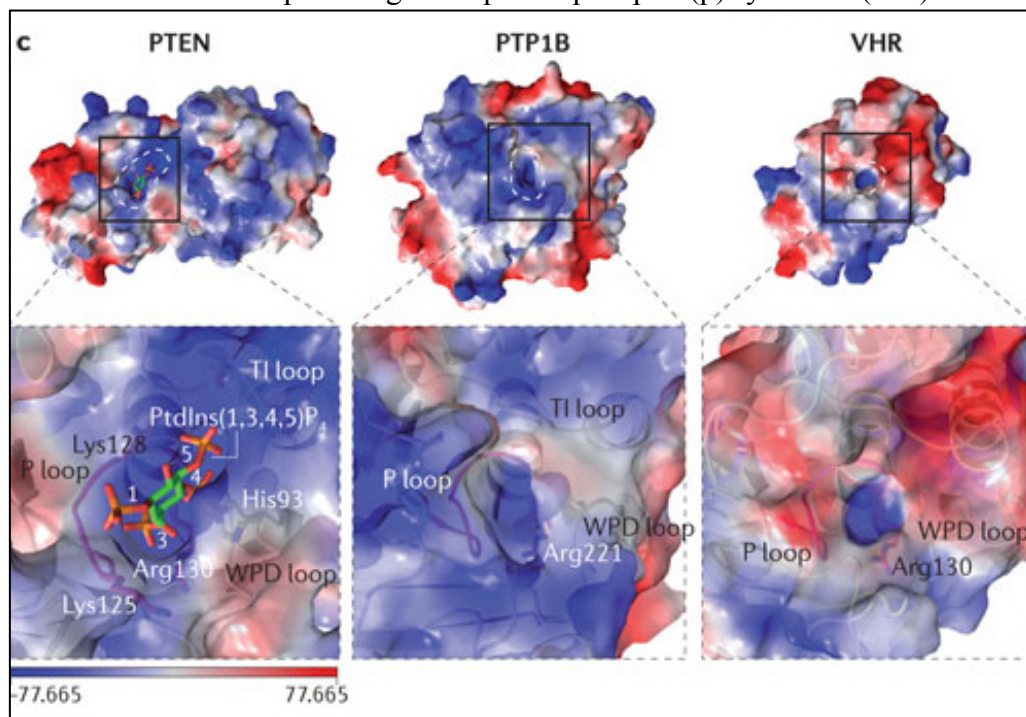 c PTEN PTP1B VHR
TI loop
PtdIns(1,3,4,5)P4
Lys128
P loop
5
4
1
His93
3
Arg130
WPD loop
Lys125
TI loop
P loop
WPD loop
Arg221
P loop
WPD loop
Arg130
-77.665 77.665